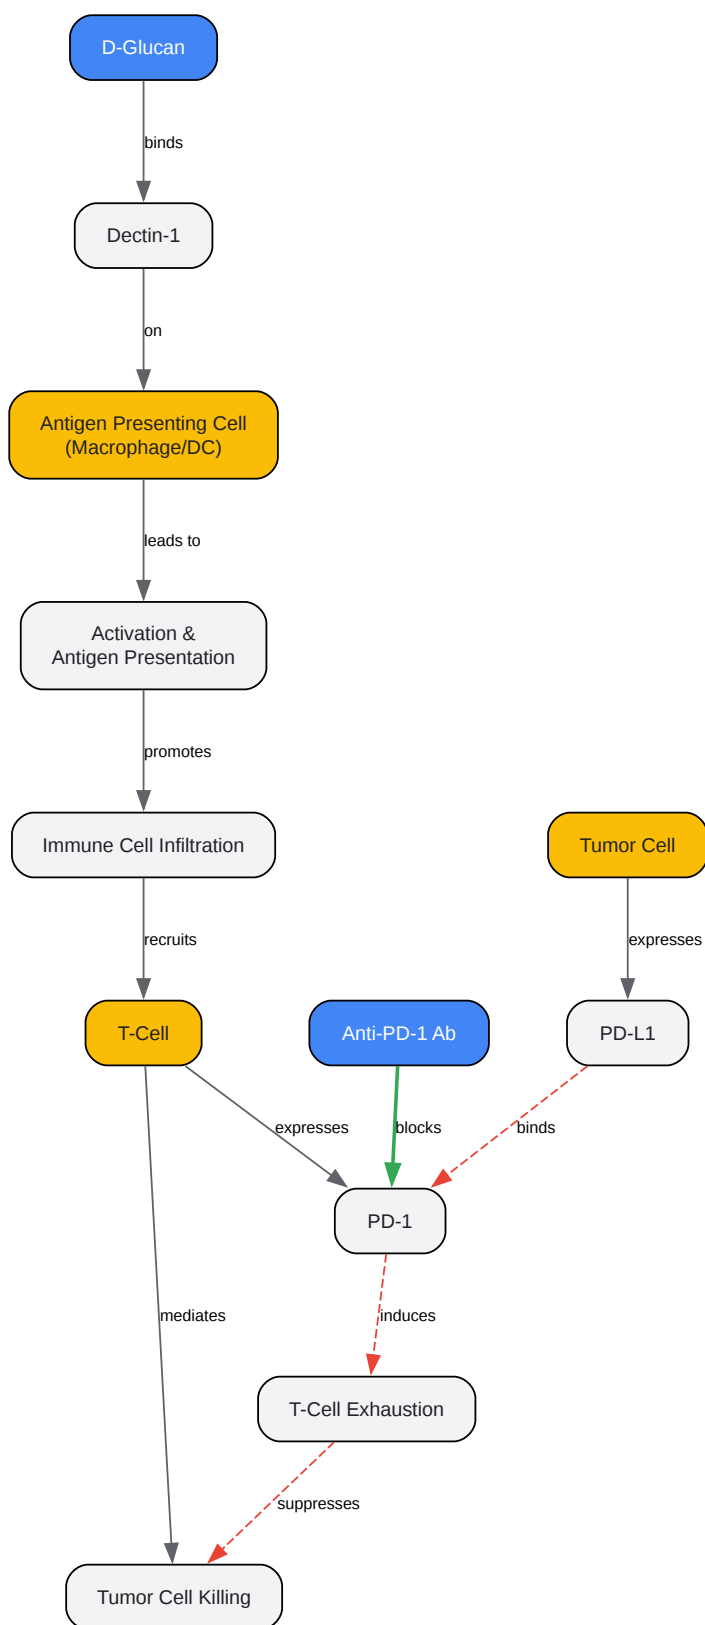 D-Glucan
binds
Dectin-1
on
Antigen Presenting Cell
(Macrophage/DC)
leads to
Activation &
Antigen Presentation
promotes
Immune Cell Infiltration
Tumor Cell
recruits
expresses
T-Cell
Anti-PD-1 Ab
PD-L1
expresses
blocks
binds
PD-1
mediates
induces
T-Cell Exhaustion
suppresses
Tumor Cell Killing